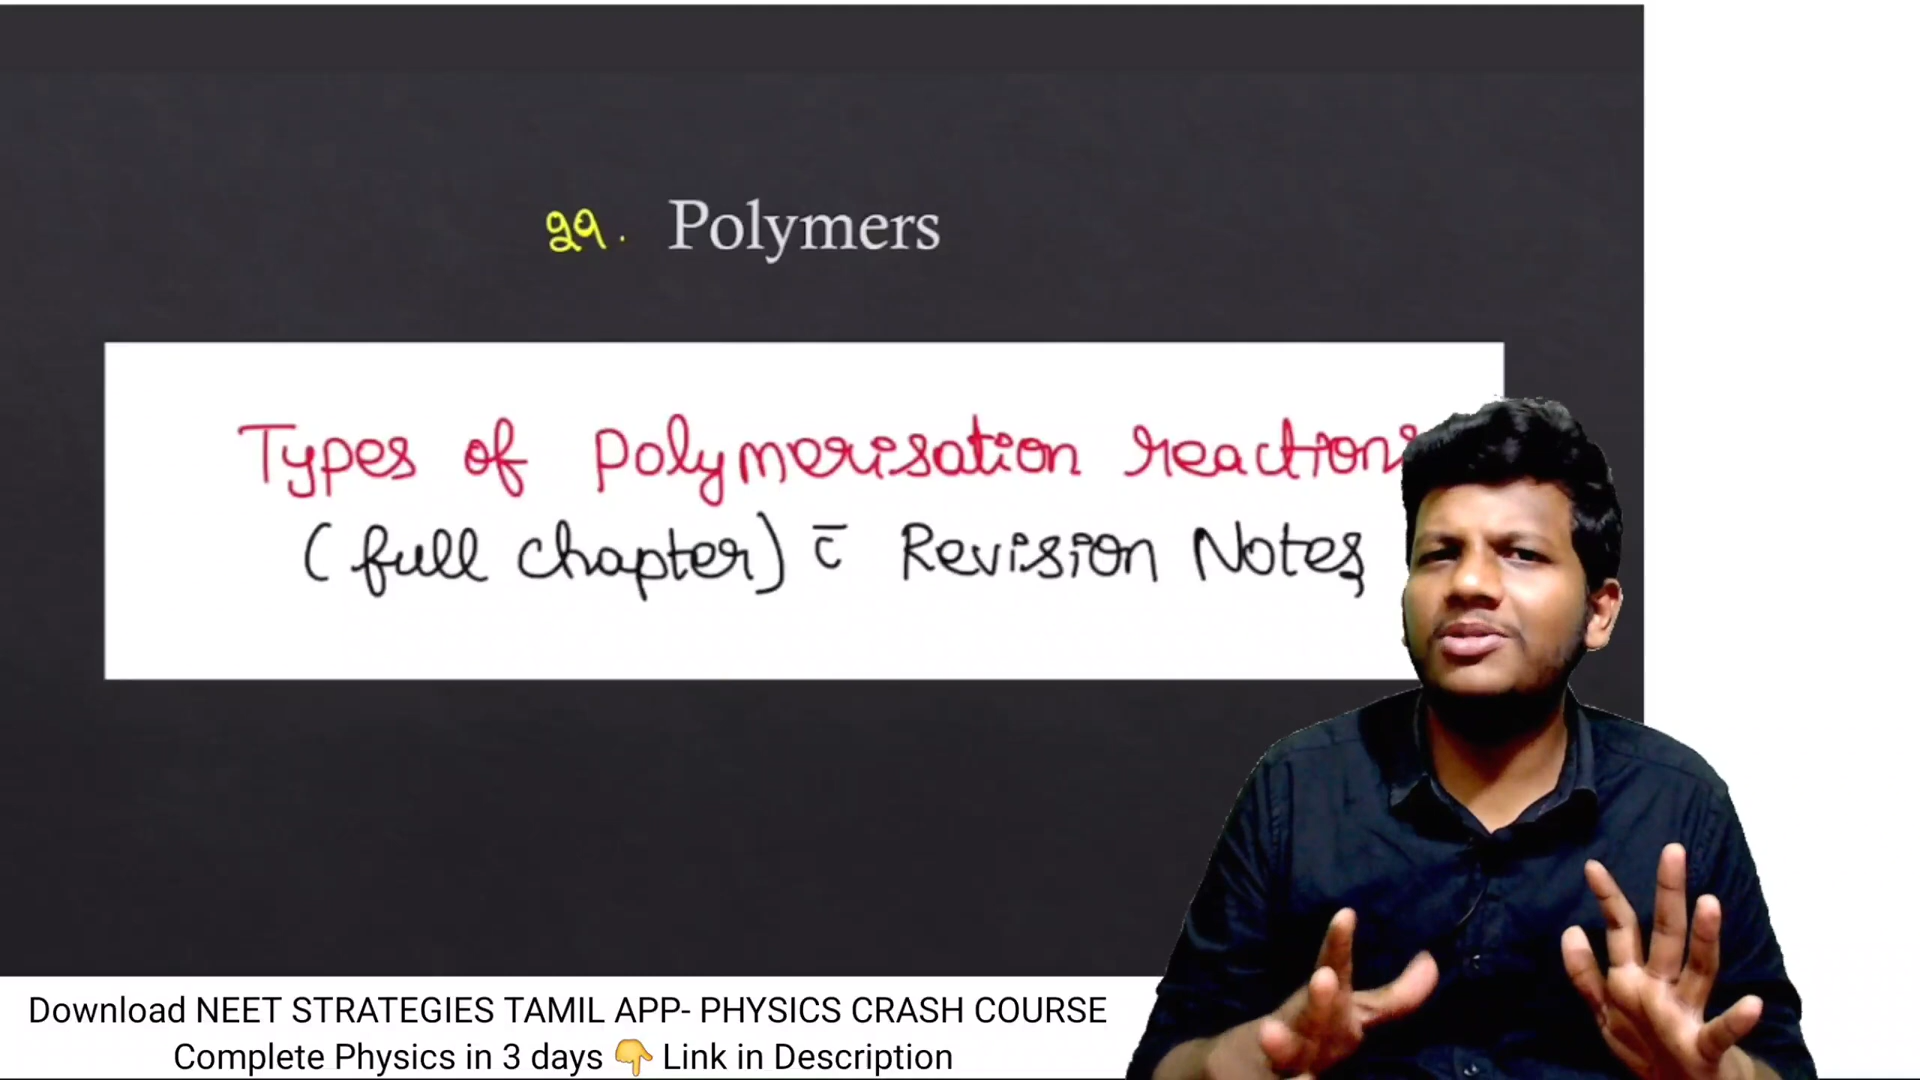 29. Polymers
Types of polymerisation reactions
(full chapter) c̄ Revision Notes
Download NEET STRATEGIES TAMIL APP- PHYSICS CRASH COURSE
Complete Physics in 3 days 👇 Link in Description